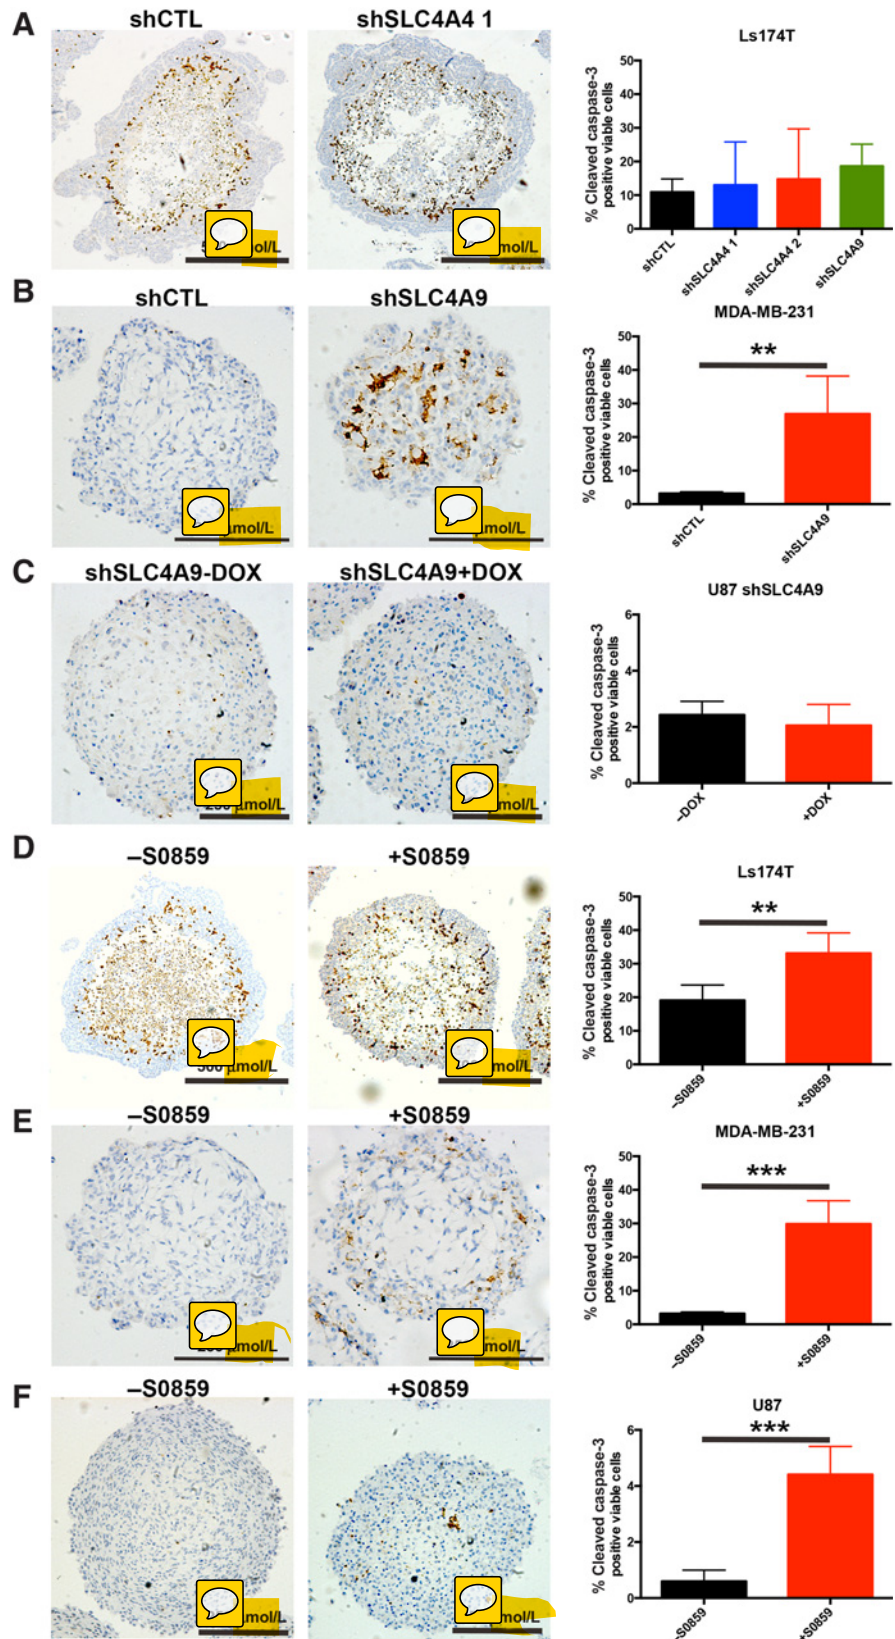 A
shCTL
shSLC4A4 1
mol/L
mol/L
Ls174T
% Cleaved caspase-3
positive viable cells
50
40
30
20
10
0
shCTL
shSLC4A4 1
shSLC4A4 2
shSLC4A9
B
shCTL
shSLC4A9
µmol/L
µmol/L
MDA-MB-231
% Cleaved caspase-3
positive viable cells
50
40
30
20
10
0
**
shCTL
shSLC4A9
C
shSLC4A9-DOX
shSLC4A9+DOX
µmol/L
mol/L
U87 shSLC4A9
% Cleaved caspase-3
positive viable cells
6
4
2
0
–DOX
+DOX
D
–S0859
+S0859
µmol/L
mol/L
Ls174T
% Cleaved caspase-3
positive viable cells
50
40
30
20
10
0
**
–S0859
+S0859
E
–S0859
+S0859
µmol/L
mol/L
MDA-MB-231
% Cleaved caspase-3
positive viable cells
50
40
30
20
10
0
***
–S0859
+S0859
F
–S0859
+S0859
µmol/L
mol/L
U87
% Cleaved caspase-3
positive viable cells
6
4
2
0
***
–S0859
+S0859